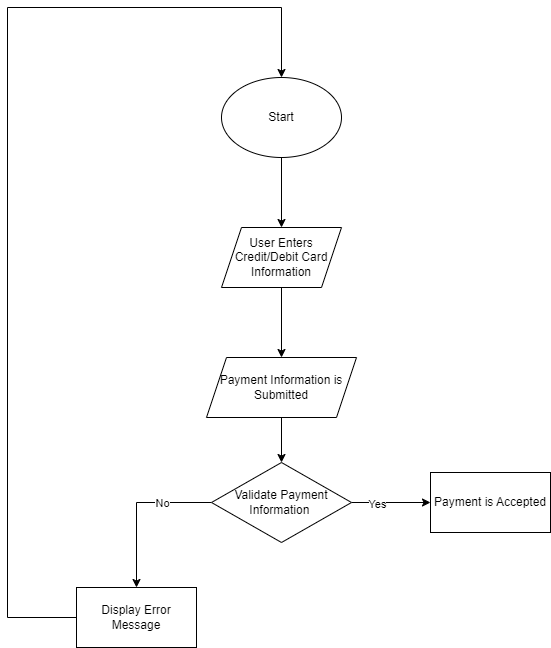 Start
User Enters
Credit/Debit Card
Information
Payment Information is
Submitted
Validate Payment
Information
No
Yes
Payment is Accepted
Display Error
Message